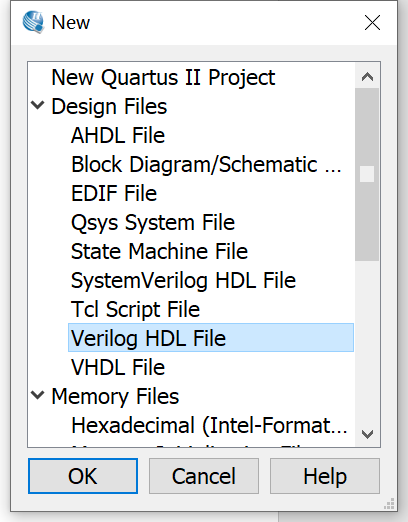 New
New Quartus II Project
Design Files
AHDL File
Block Diagram/Schematic ...
EDIF File
Qsys System File
State Machine File
SystemVerilog HDL File
Tcl Script File
Verilog HDL File
VHDL File
Memory Files
Hexadecimal (Intel-Format...
OK Cancel Help